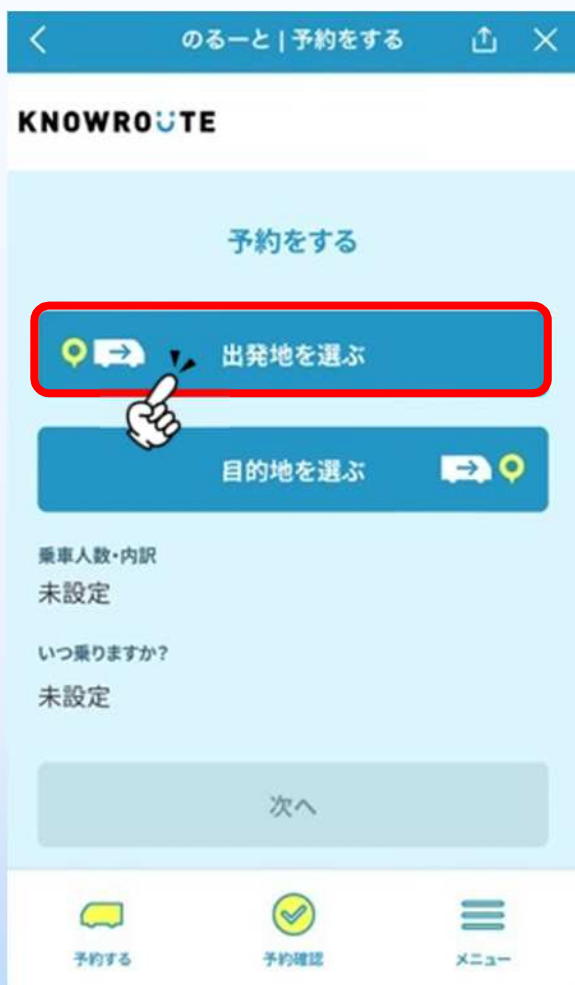 のるーと | 予約をする
KNOWROUTE
予約をする
出発地を選ぶ
目的地を選ぶ
乗車人数・内訳
未設定
いつ乗りますか?
未設定
次へ
予約する
予約確認
メニュー